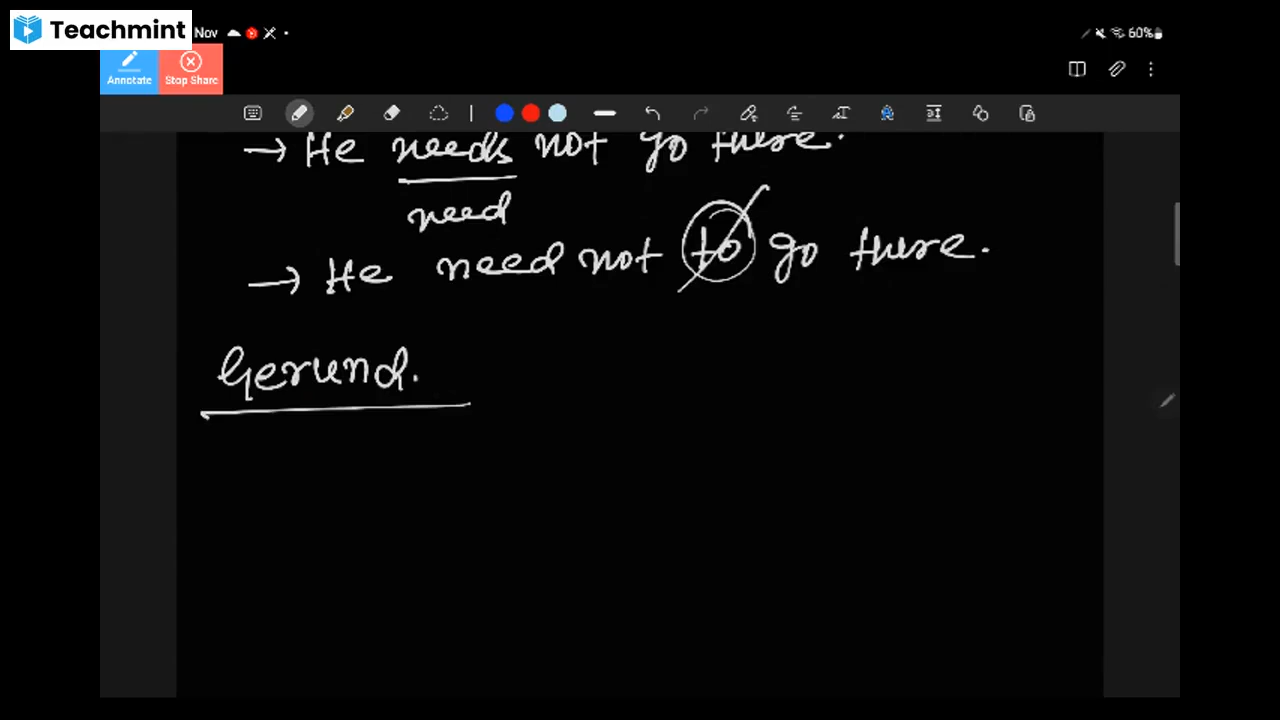 Teachmint
Nov 60%
Annotate Stop Share
→ He needs not go there.
need
→ He need not to go there.
Gerund.